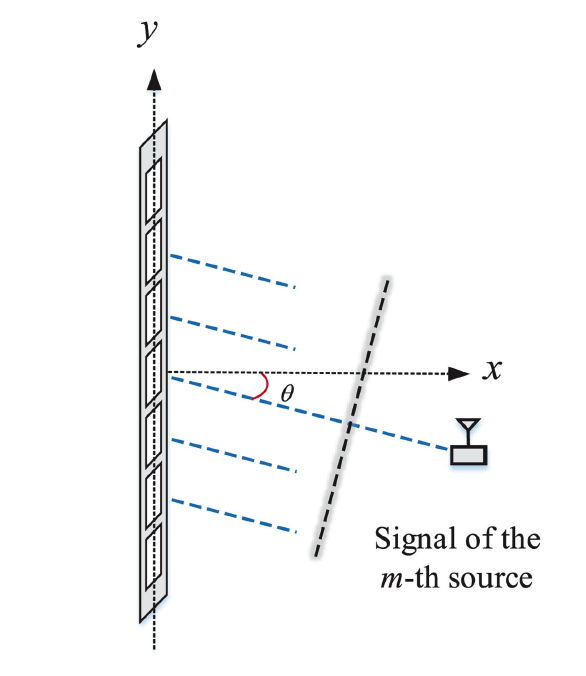 y
x
θ
Signal of the
m-th source